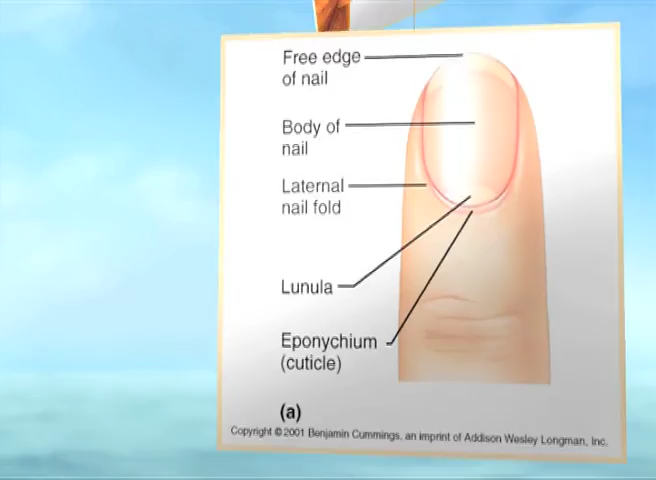 Free edge
of nail
Body of
nail
Laternal
nail fold
Lunula
Eponychium
(cuticle)
(a)
Copyright © 2001 Benjamin Cummings, an imprint of Addison Wesley Longman, Inc.